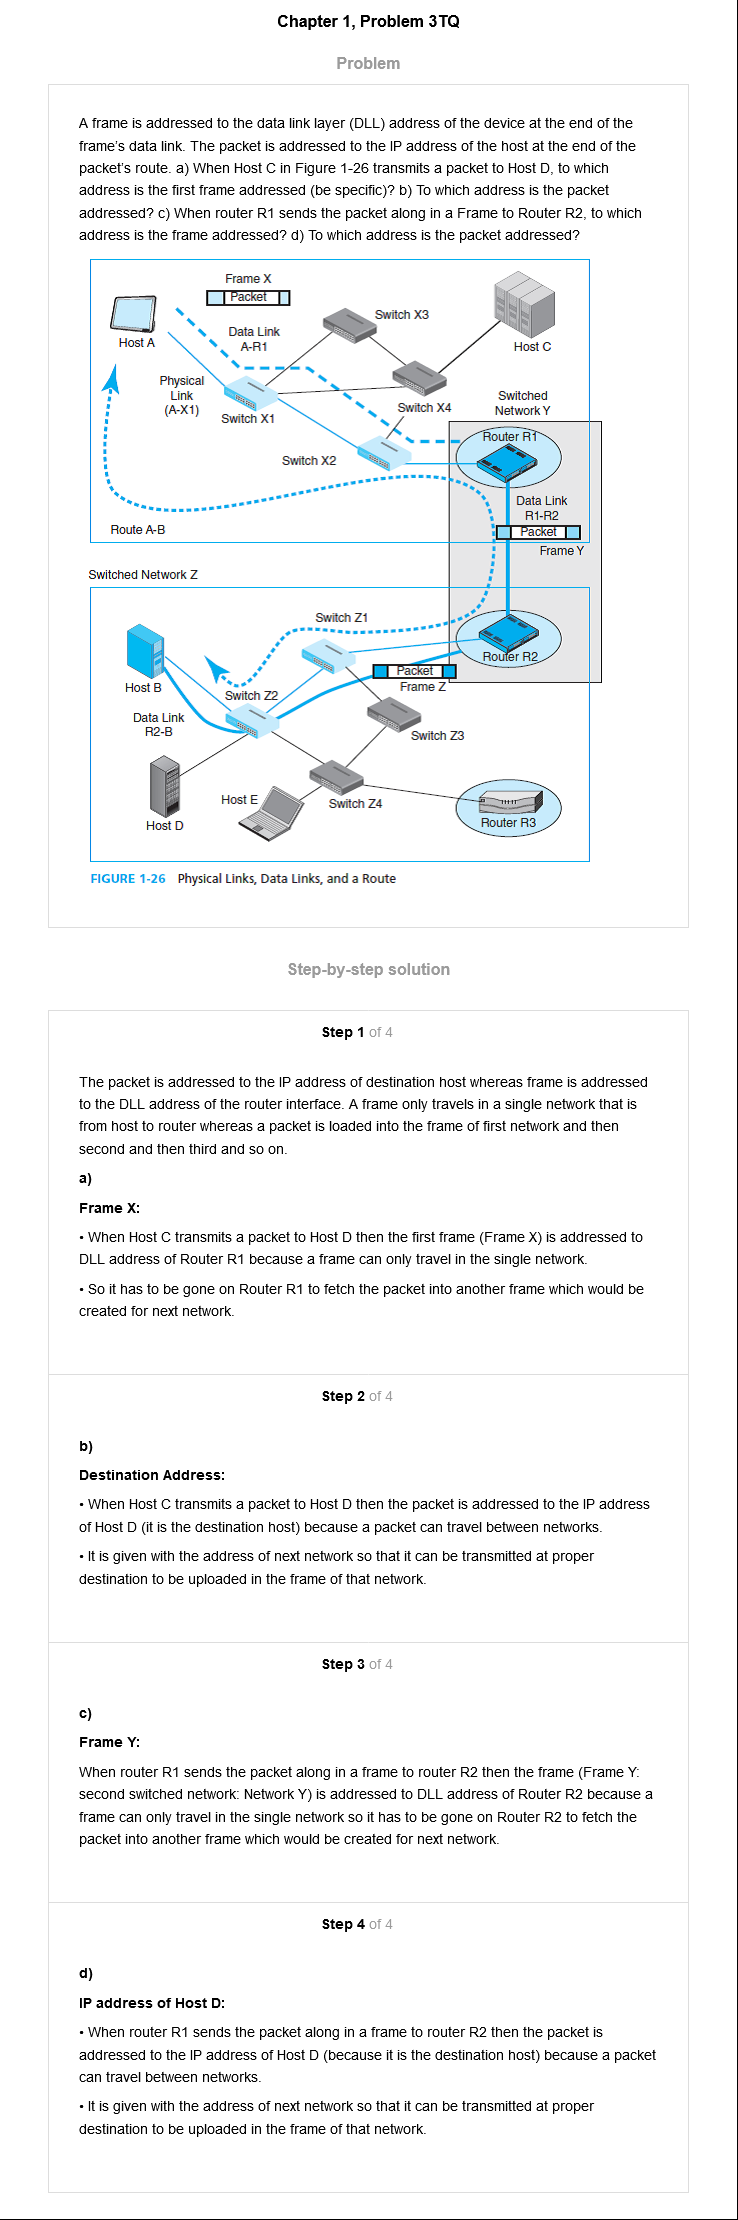 Chapter 1, Problem 3TQ
Problem
A frame is addressed to the data link layer (DLL) address of the device at the end of the
frame's data link. The packet is addressed to the IP address of the host at the end of the
packet's route. a) When Host C in Figure 1-26 transmits a packet to Host D, to which
address is the first frame addressed (be specific)? b) To which address is the packet
addressed? c) When router R1 sends the packet along in a Frame to Router R2, to which
address is the frame addressed? d) To which address is the packet addressed?
Frame X
Packet
Switch X3
Host A
Data Link
A-R1
Host C
Physical
Link
(A-X1)
Switch X1
Switch X4
Switched
Network Y
Router R1
Switch X2
Data Link
R1-R2
Packet
Route A-B
Frame Y
Switched Network Z
Switch Z1
Router R2
Packet
Frame Z
Host B
Switch Z2
Data Link
R2-B
Switch Z3
Host E
Switch Z4
Host D
Router R3
FIGURE 1-26 Physical Links, Data Links, and a Route
Step-by-step solution
Step 1 of 4
The packet is addressed to the IP address of destination host whereas frame is addressed
to the DLL address of the router interface. A frame only travels in a single network that is
from host to router whereas a packet is loaded into the frame of first network and then
second and then third and so on.
a)
Frame X:
• When Host C transmits a packet to Host D then the first frame (Frame X) is addressed to
DLL address of Router R1 because a frame can only travel in the single network.
• So it has to be gone on Router R1 to fetch the packet into another frame which would be
created for next network.
Step 2 of 4
b)
Destination Address:
• When Host C transmits a packet to Host D then the packet is addressed to the IP address
of Host D (it is the destination host) because a packet can travel between networks.
• It is given with the address of next network so that it can be transmitted at proper
destination to be uploaded in the frame of that network.
Step 3 of 4
c)
Frame Y:
When router R1 sends the packet along in a frame to router R2 then the frame (Frame Y:
second switched network: Network Y) is addressed to DLL address of Router R2 because a
frame can only travel in the single network so it has to be gone on Router R2 to fetch the
packet into another frame which would be created for next network.
Step 4 of 4
d)
IP address of Host D:
• When router R1 sends the packet along in a frame to router R2 then the packet is
addressed to the IP address of Host D (because it is the destination host) because a packet
can travel between networks.
• It is given with the address of next network so that it can be transmitted at proper
destination to be uploaded in the frame of that network.